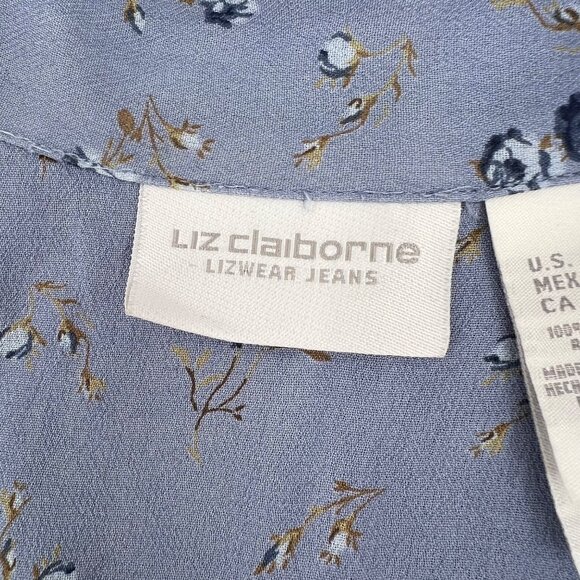 Liz claiborne
LIZWEAR JEANS
U.S.
MEX
CA
100%
MADE
HECH